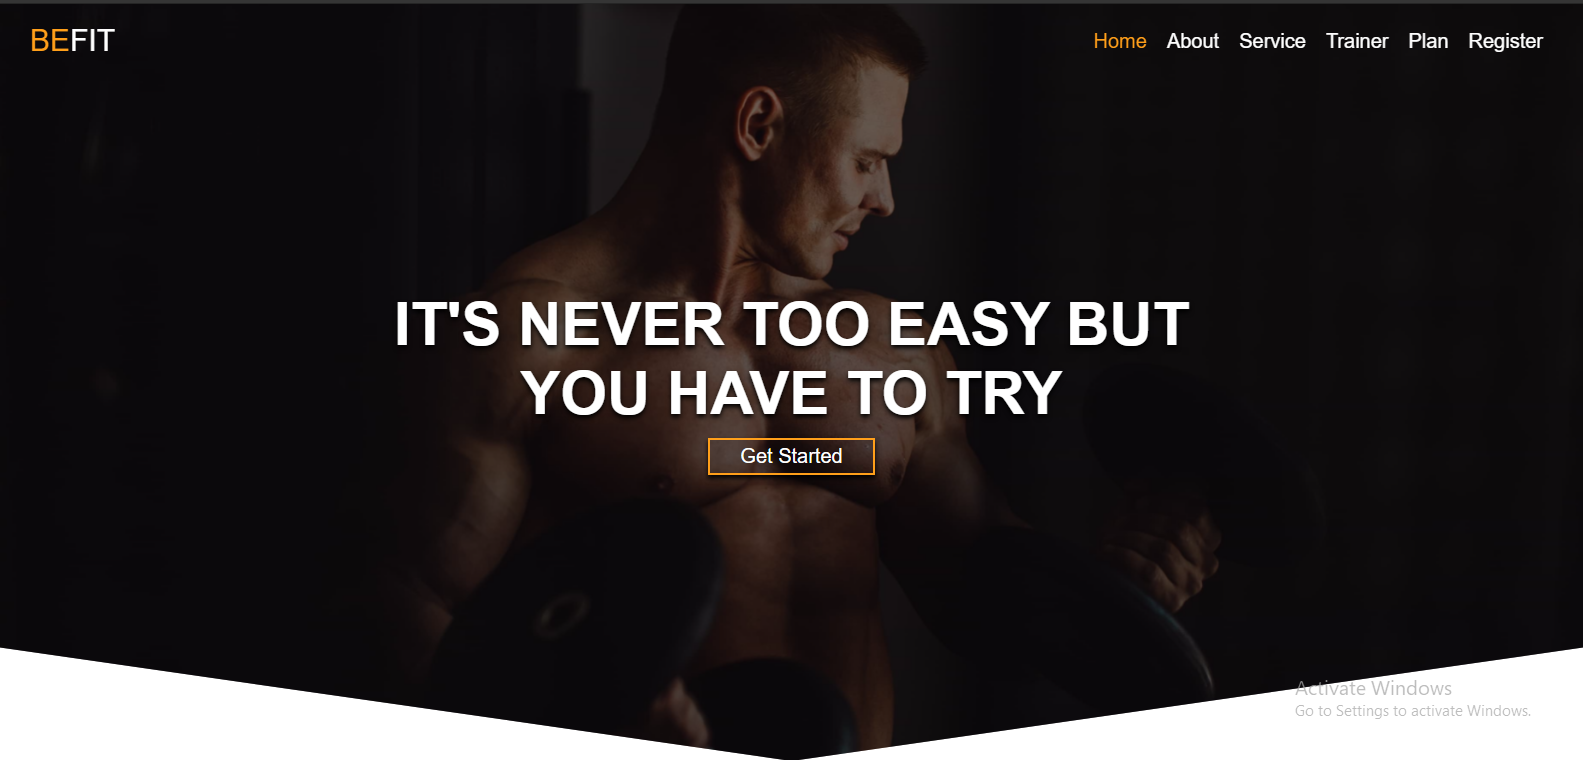 BEFIT
Home About Service Trainer Plan Register
IT'S NEVER TOO EASY BUT
YOU HAVE TO TRY
Get Started
Activate Windows
Go to Settings to activate Windows.